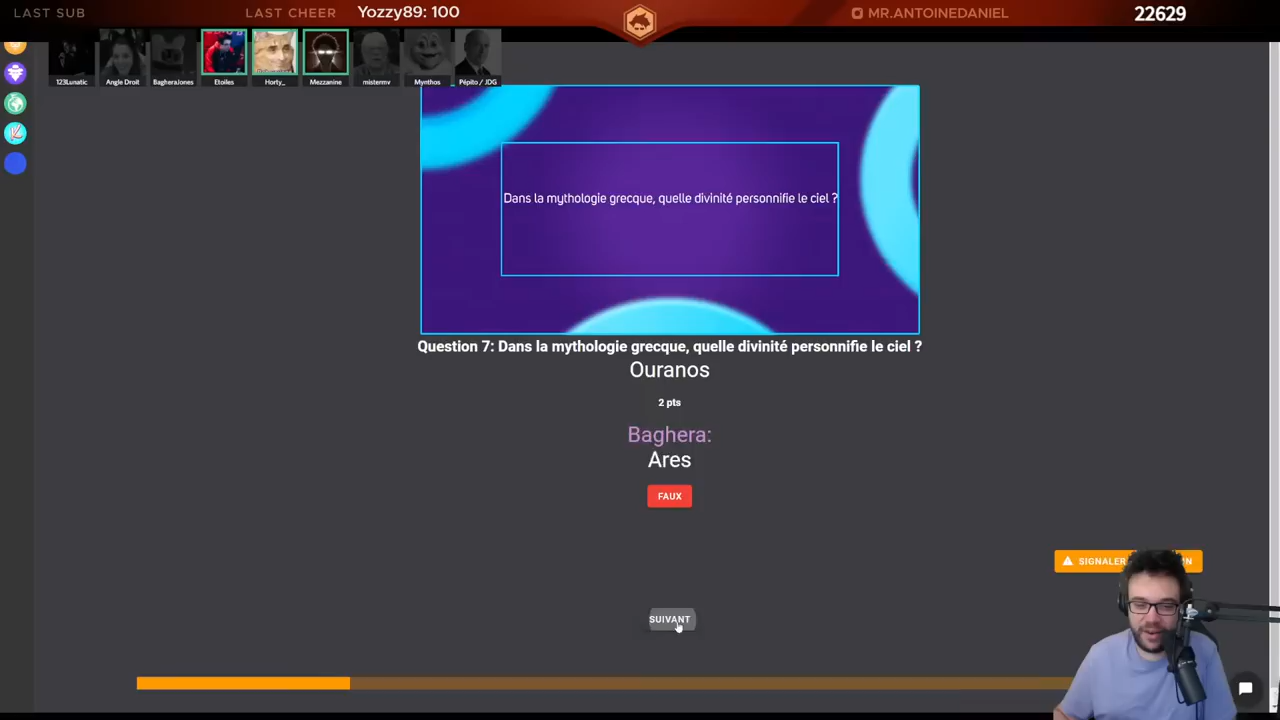 LAST SUB
LAST CHEER
Yozzy89: 100
MR.ANTOINEDANIEL
22629
123Lunatic
Angle Droit
BagheraJones
Etoiles
Horty_
Mezzanine
mistermv
Mynthos
Pépito / JDG
Dans la mythologie grecque, quelle divinité personnifie le ciel ?
Question 7: Dans la mythologie grecque, quelle divinité personnifie le ciel ?
Ouranos
2 pts
Baghera:
Ares
FAUX
SIGNALER
SUIVANT